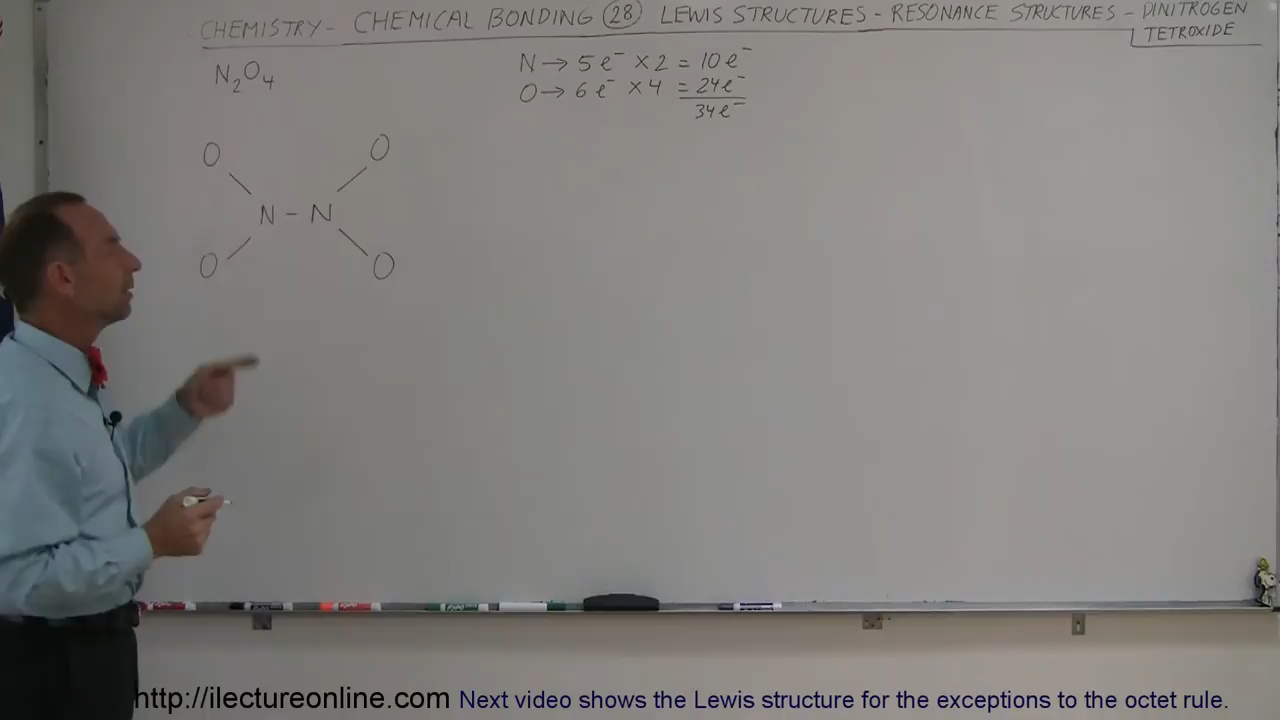 CHEMISTRY - CHEMICAL BONDING 28 LEWIS STRUCTURES - RESONANCE STRUCTURES - DINITROGEN
TETROXIDE
N₂O₄
N → 5e⁻ × 2 = 10e⁻
O → 6e⁻ × 4 = 24e⁻
34e⁻
O O
N - N
O O
http://ilectureonline.com Next video shows the Lewis structure for the exceptions to the octet rule.